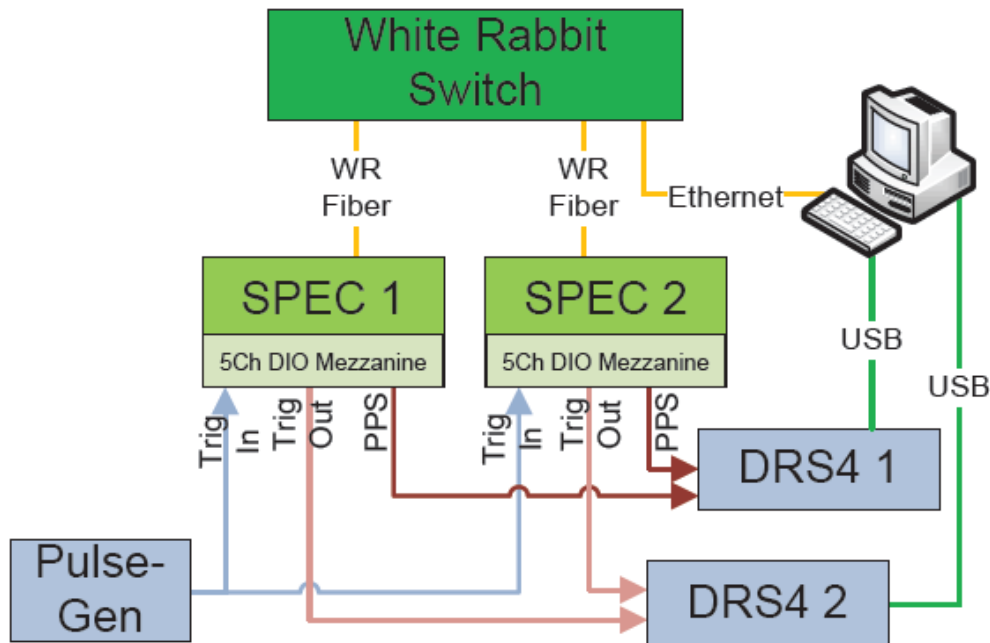 White Rabbit
Switch
WR
Fiber
WR
Fiber
Ethernet
SPEC 1
5Ch DIO Mezzanine
SPEC 2
5Ch DIO Mezzanine
USB
USB
Trig
In
Trig
Out
PPS
Trig
In
Trig
Out
PPS
DRS4 1
Pulse-
Gen
DRS4 2